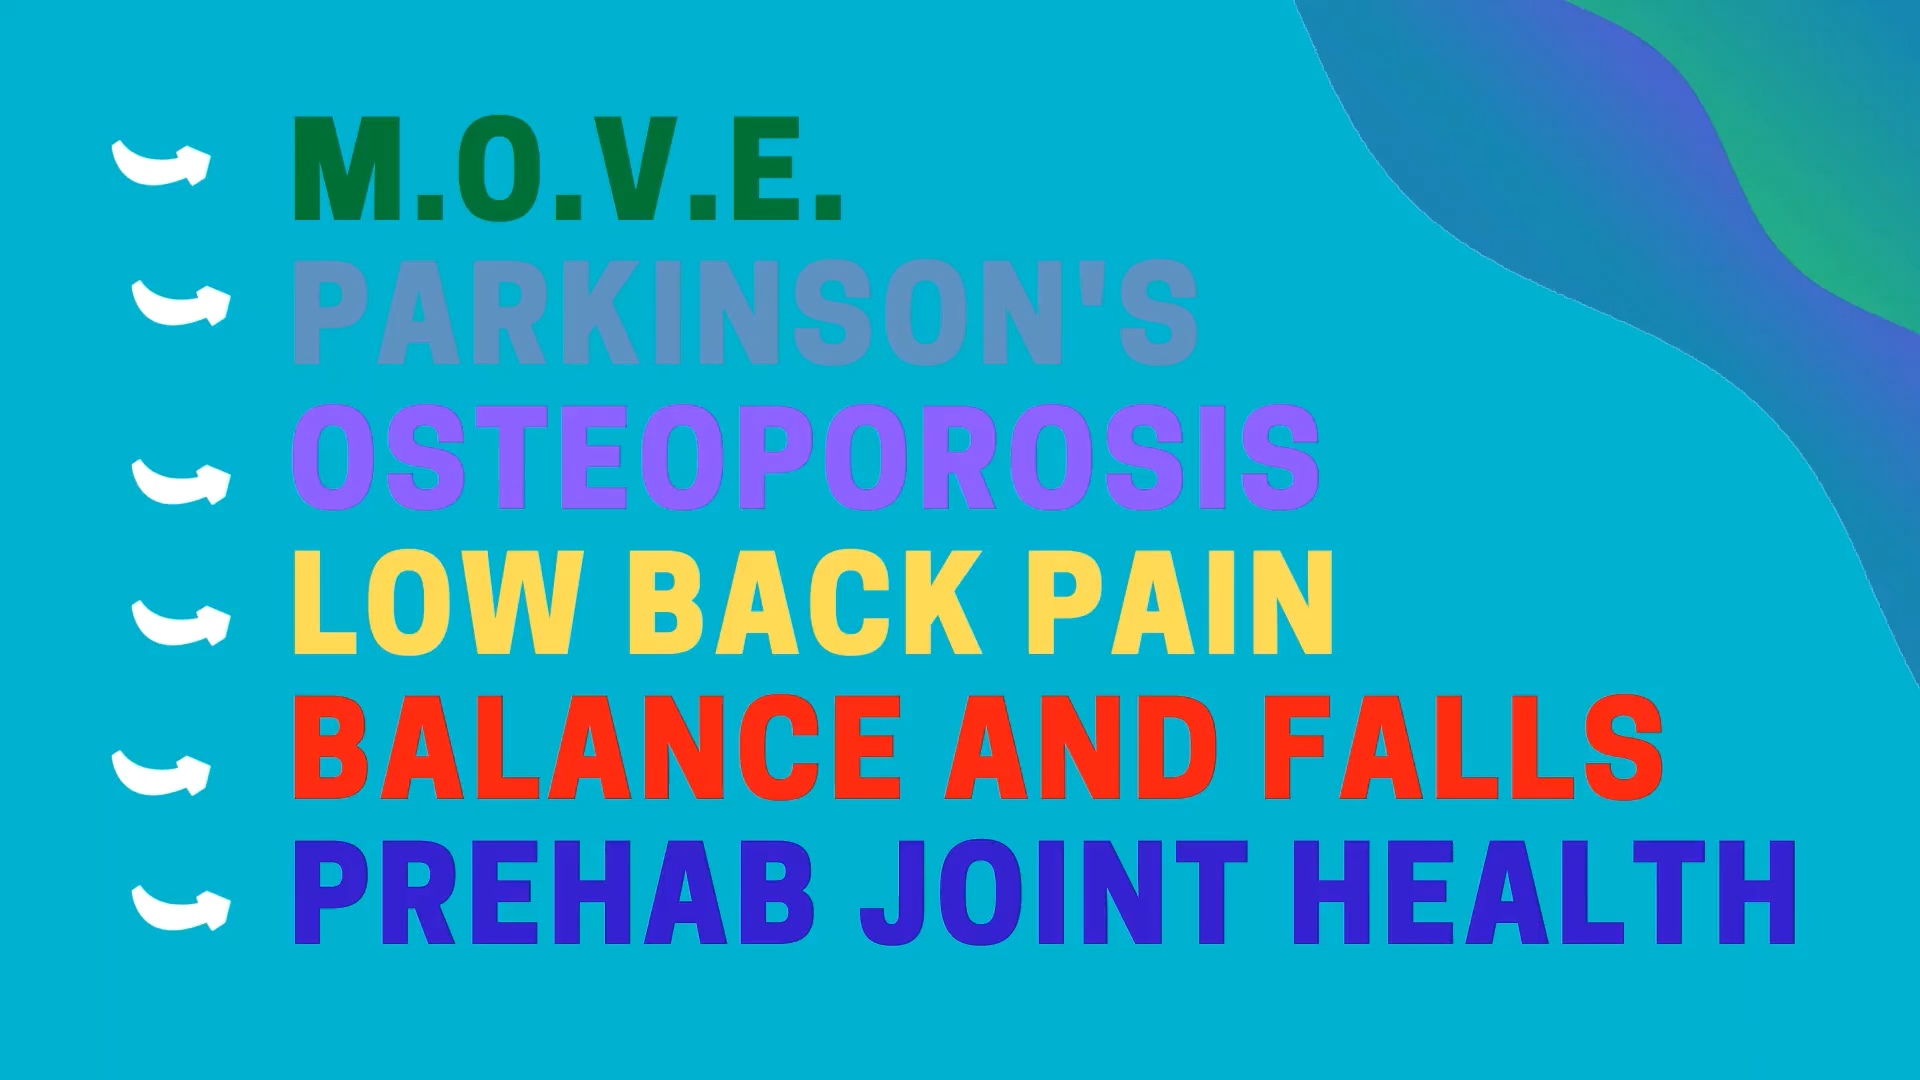 M.O.V.E.
PARKINSON'S
OSTEOPOROSIS
LOW BACK PAIN
BALANCE AND FALLS
PREHAB JOINT HEALTH